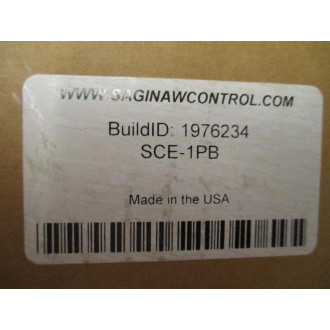 WWW.SAGINAWCONTROL.COM
BuildID: 1976234
SCE-1PB
Made in the USA